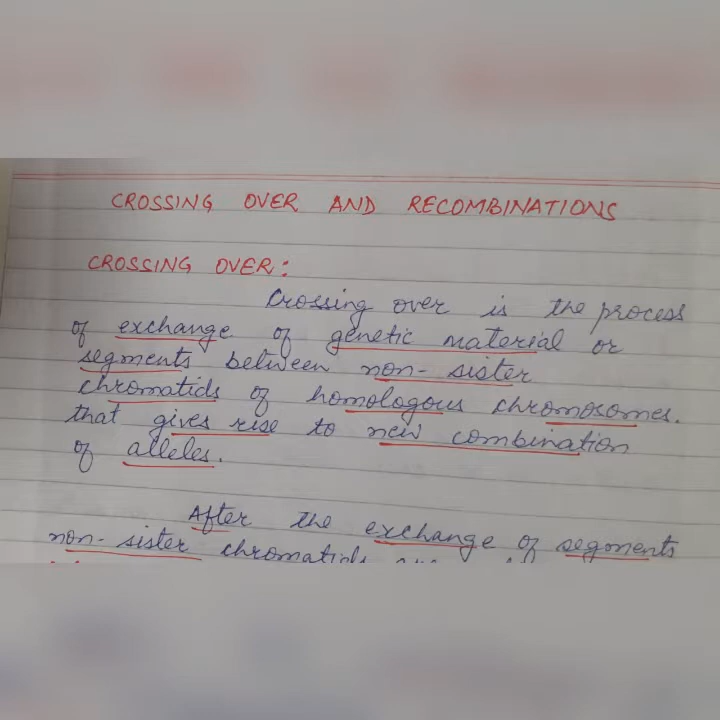 CROSSING OVER AND RECOMBINATIONS
CROSSING OVER:
Crossing over is the process
of exchange of genetic material or
segments between non-sister
chromatids of homologous chromosomes.
that gives rise to new combination
of alleles.
After the exchange of segments
non-sister chromatids